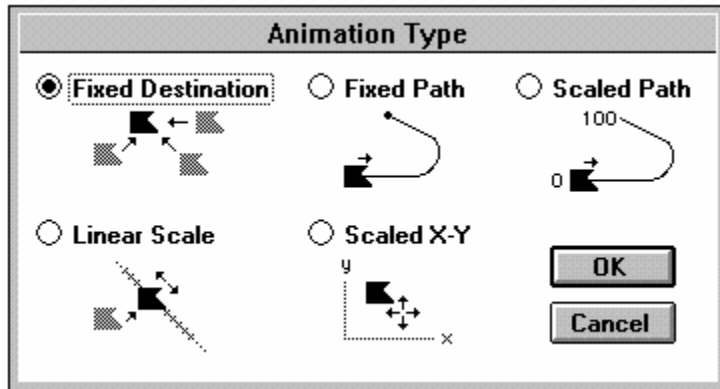 Animation Type
Fixed Destination
Fixed Path
Scaled Path
100
0
Linear Scale
Scaled X-Y
y
x
OK
Cancel